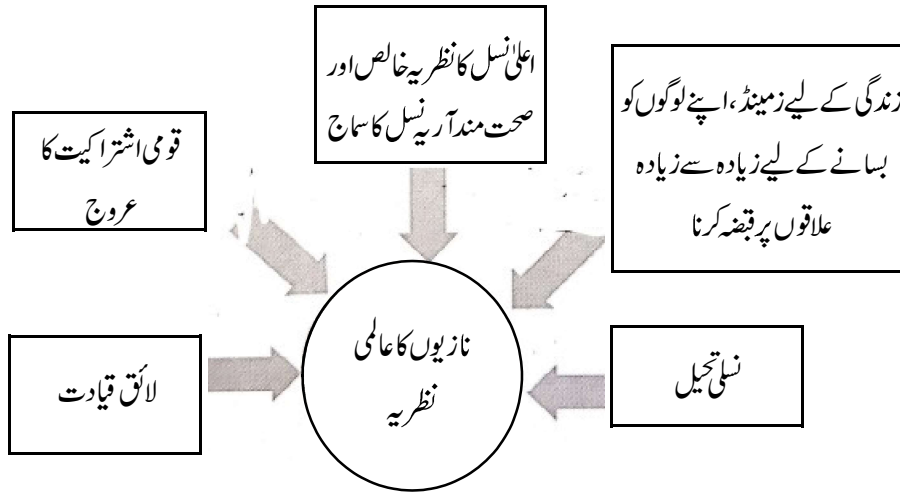 اعلیٰ نسل کا نظریہ خالص اور
صحت مند آریہ نسل کا سماج
زندگی کے لیے زمینڈ، اپنے لوگوں کو
بسانے کے لیے زیادہ سے زیادہ
علاقوں پر قبضہ کرنا
قومی اشتراکیت کا
عروج
نازیوں کا عالمی
نظریہ
نسلی تحیل
لائق قیادت